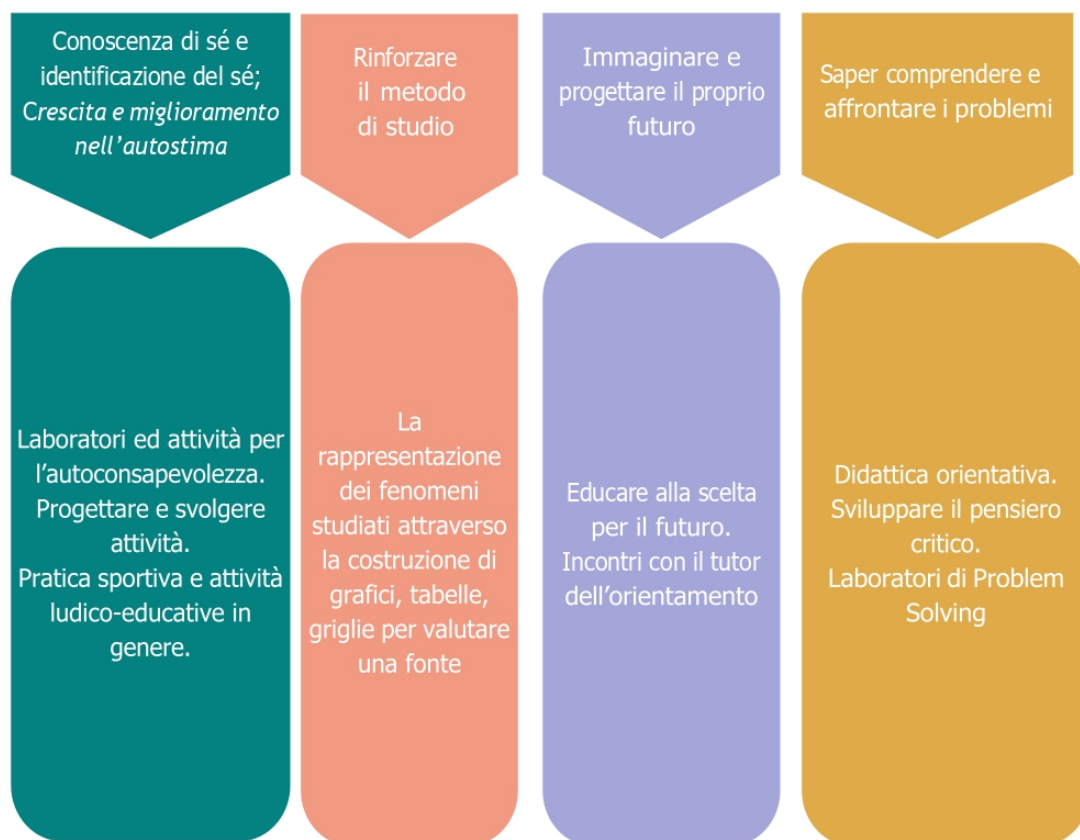 Conoscenza di sé e
identificazione del sé;
Crescita e miglioramento
nell'autostima
Rinforzare
il metodo
di studio
Immaginare e
progettare il proprio
futuro
Saper comprendere e
affrontare i problemi
Laboratori ed attività per
l'autoconsapevolezza.
Progettare e svolgere
attività.
Pratica sportiva e attività
ludico-educative in
genere.
La
rappresentazione
dei fenomeni
studiati attraverso
la costruzione di
grafici, tabelle,
griglie per valutare
una fonte
Educare alla scelta
per il futuro.
Incontri con il tutor
dell'orientamento
Didattica orientativa.
Sviluppare il pensiero
critico.
Laboratori di Problem
Solving